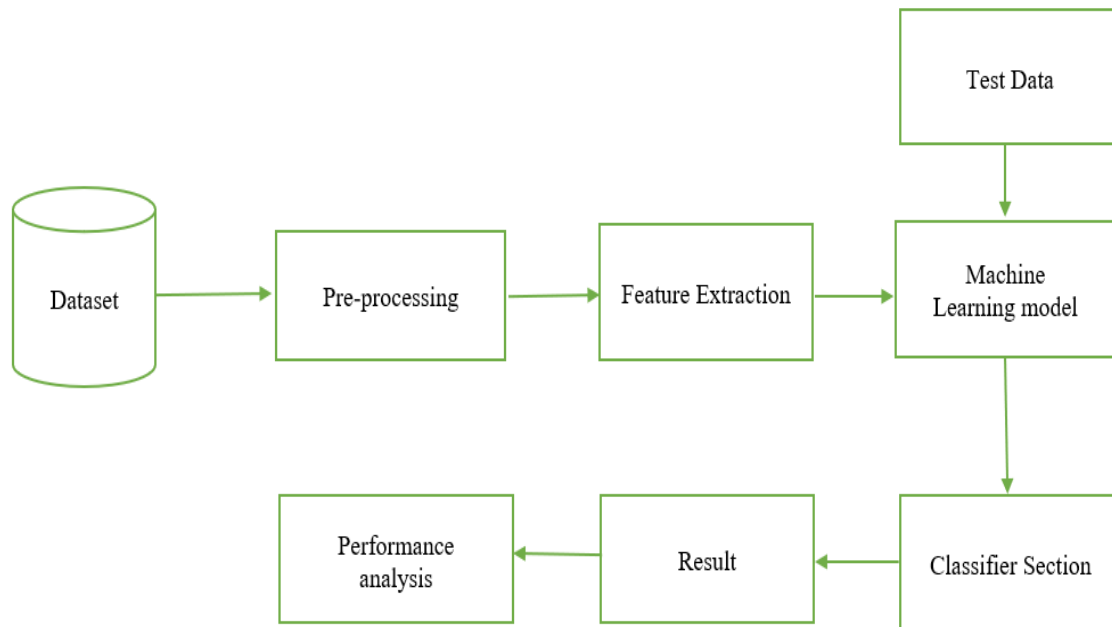 Test Data
Dataset
Pre-processing
Feature Extraction
Machine
Learning model
Performance
analysis
Result
Classifier Section